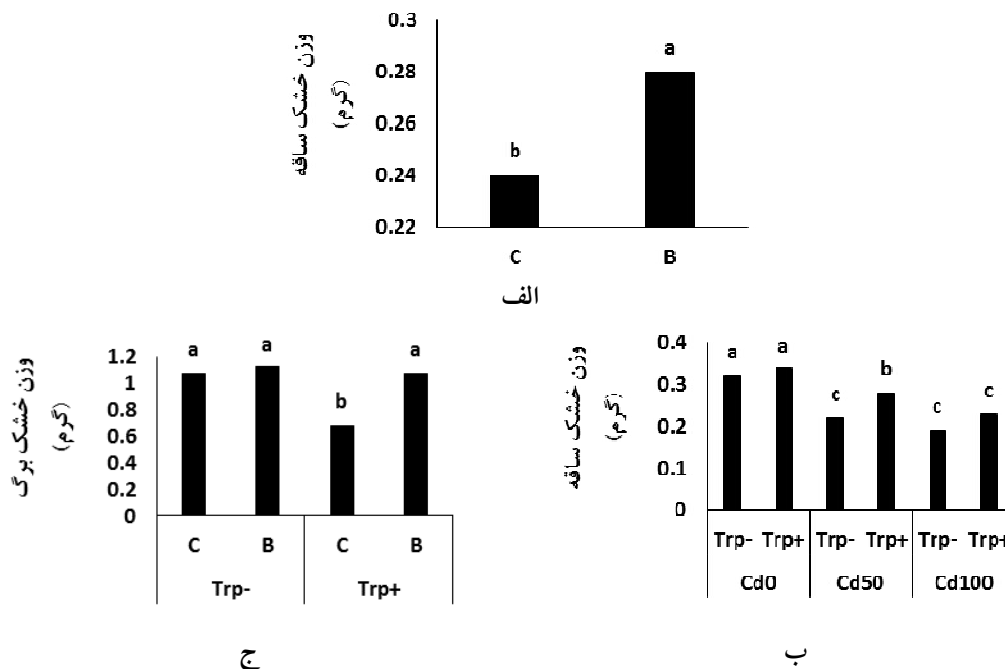 وزن خشک ساقه
(گرم)
0.3
0.28
0.26
0.24
0.22
b
a
C
B
الف
وزن خشک ساقه
(گرم)
0.4
0.3
0.2
0.1
0
a a c b c c
Trp- Trp+ Trp- Trp+ Trp- Trp+
Cd0 Cd50 Cd100
ب
وزن خشک برگ
(گرم)
1.2
1
0.8
0.6
0.4
0.2
0
a a b a
C B C B
Trp- Trp+
ج